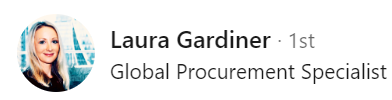 Laura Gardiner · 1st
Global Procurement Specialist